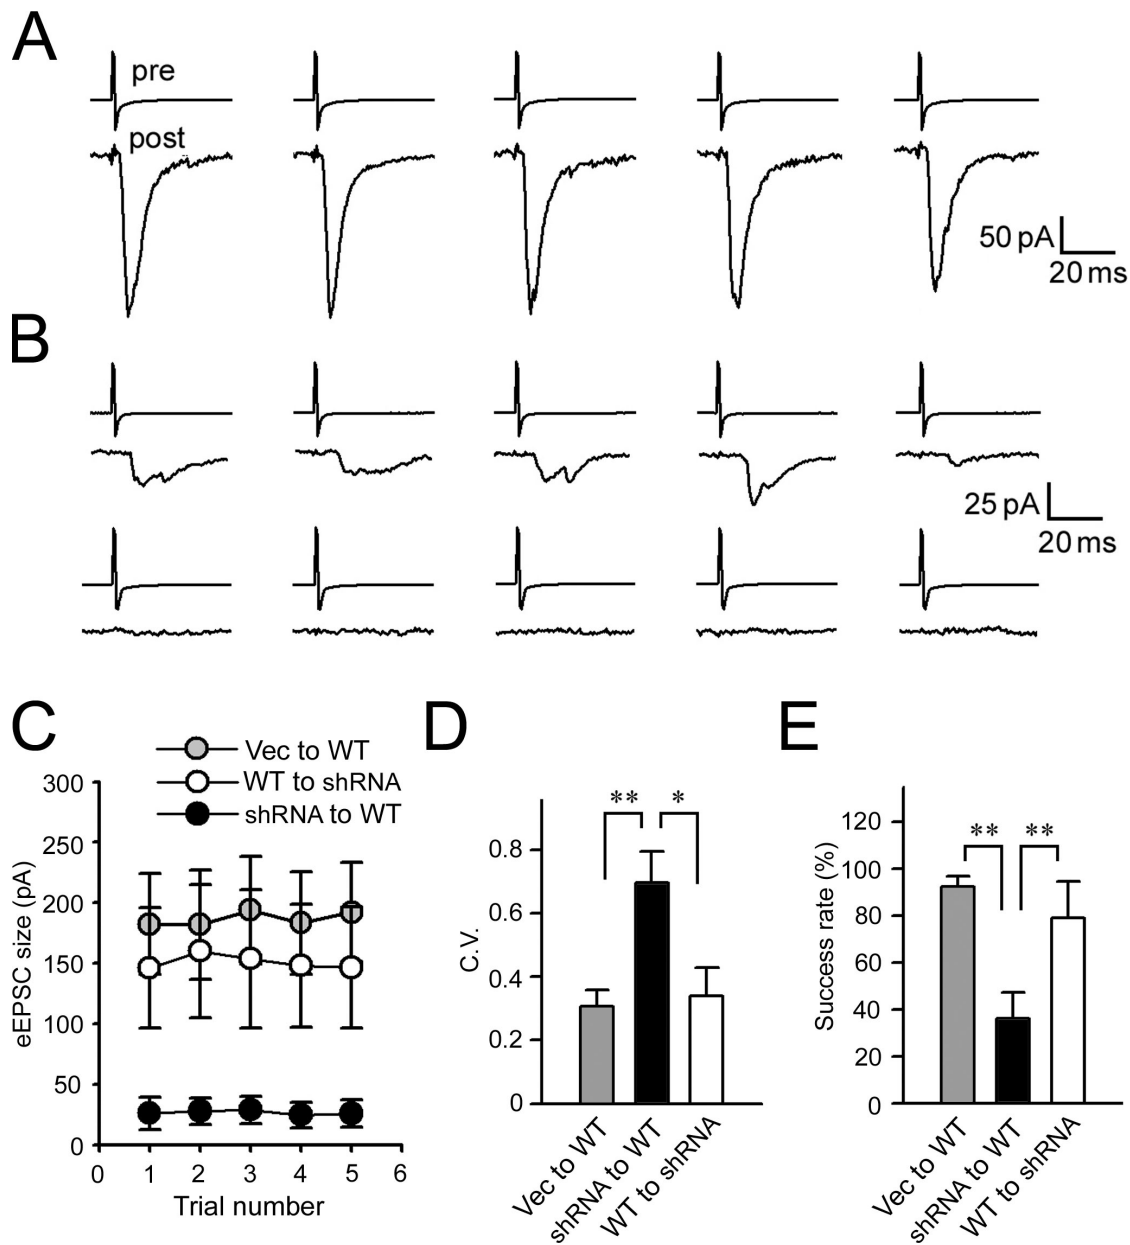 A
pre
post
50 pA
20 ms
B
25 pA
20 ms
C
Vec to WT
WT to shRNA
shRNA to WT
eEPSC size (pA)
300
250
200
150
100
50
0
0 1 2 3 4 5 6
Trial number
D
** *
C.V.
0.8
0.6
0.4
0.2
0
Vec to WT
shRNA to WT
WT to shRNA
E
** **
Success rate (%)
120
100
80
60
40
20
0
Vec to WT
shRNA to WT
WT to shRNA